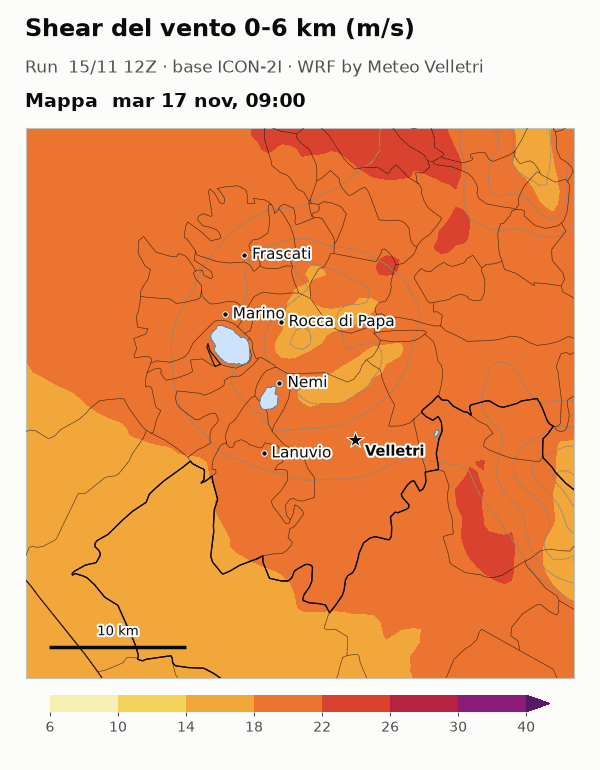 Shear del vento 0-6 km (m/s)
Run  15/11 12Z · base ICON-2I · WRF by Meteo Velletri
Mappa  mar 17 nov, 09:00
Frascati
Marino
Rocca di Papa
Nemi
Velletri
Lanuvio
10 km
6 10 14 18 22 26 30 40